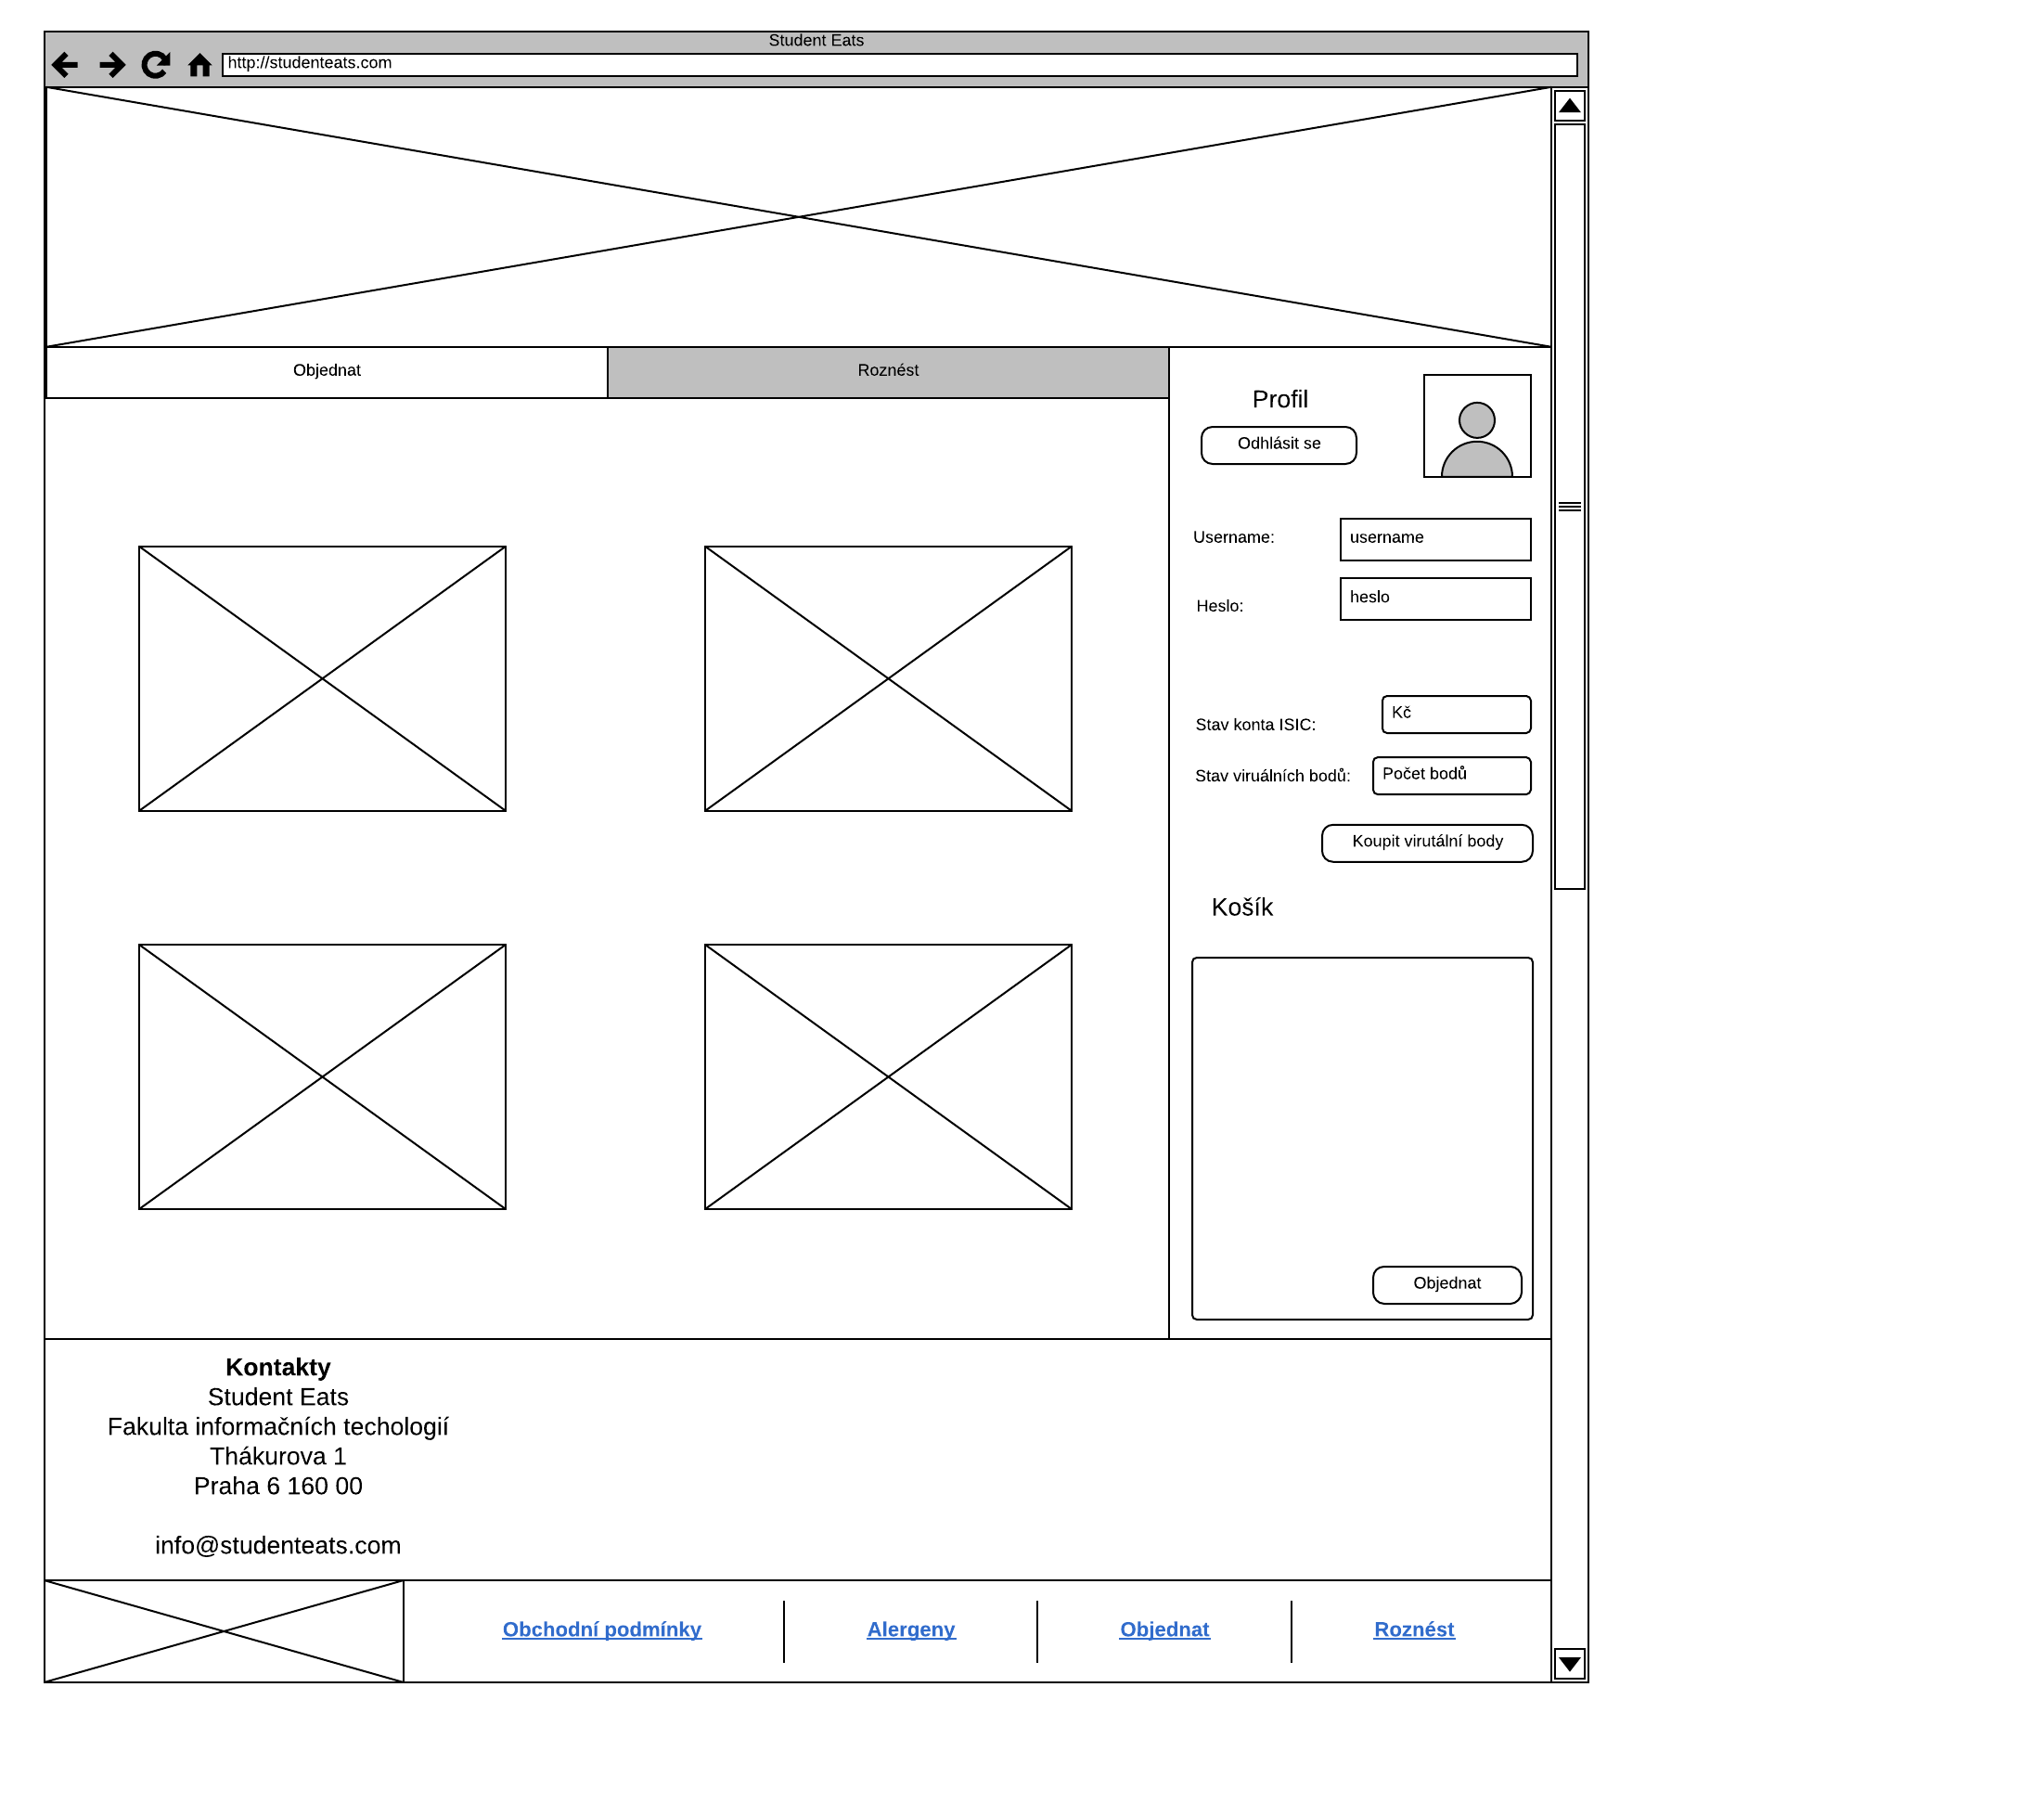 Student Eats
http://studenteats.com
Objednat
Roznést
Profil
Odhlásit se
Username:
username
Heslo:
heslo
Stav konta ISIC:
Kč
Stav viruálních bodů:
Počet bodů
Koupit virutální body
Košík
Objednat
Kontakty
Student Eats
Fakulta informačních techologií
Thákurova 1
Praha 6 160 00
info@studenteats.com
Obchodní podmínky
Alergeny
Objednat
Roznést